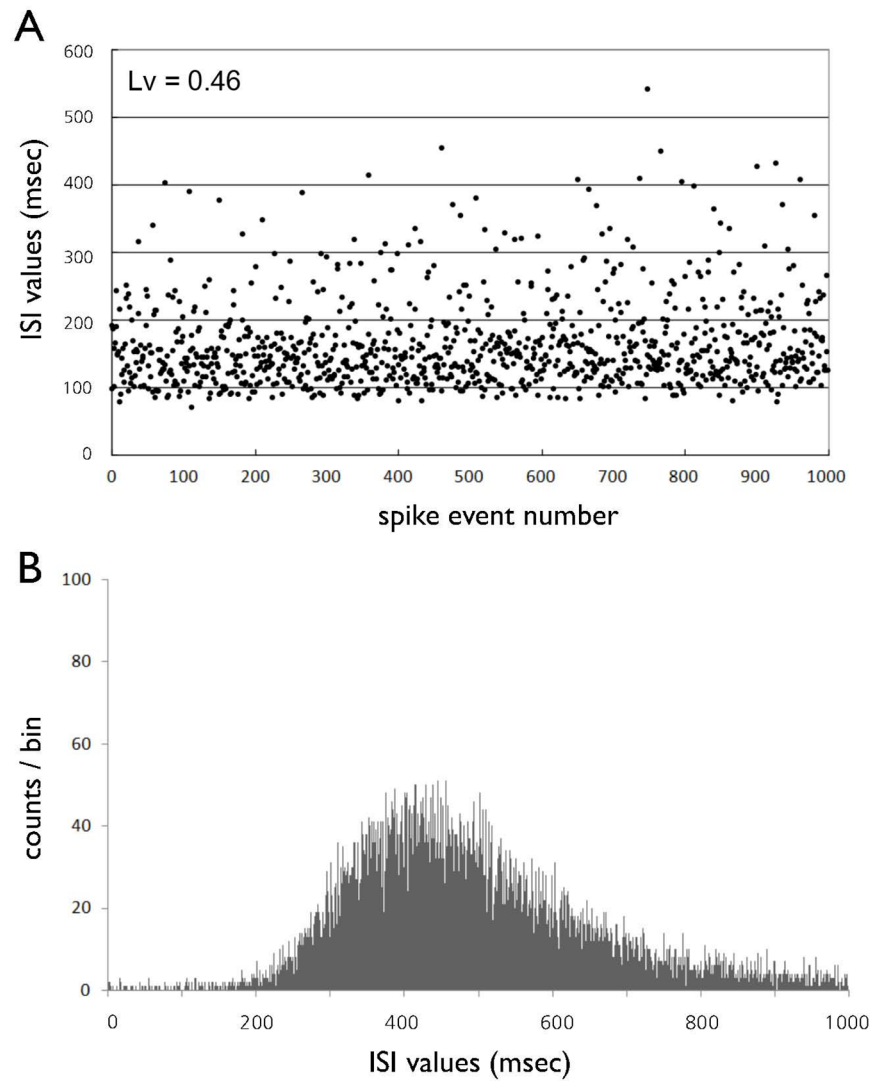 A
Lv = 0.46
600
500
400
300
200
100
0
ISI values (msec)
0 100 200 300 400 500 600 700 800 900 1000
spike event number
B
100
80
60
40
20
0
counts / bin
0 200 400 600 800 1000
ISI values (msec)